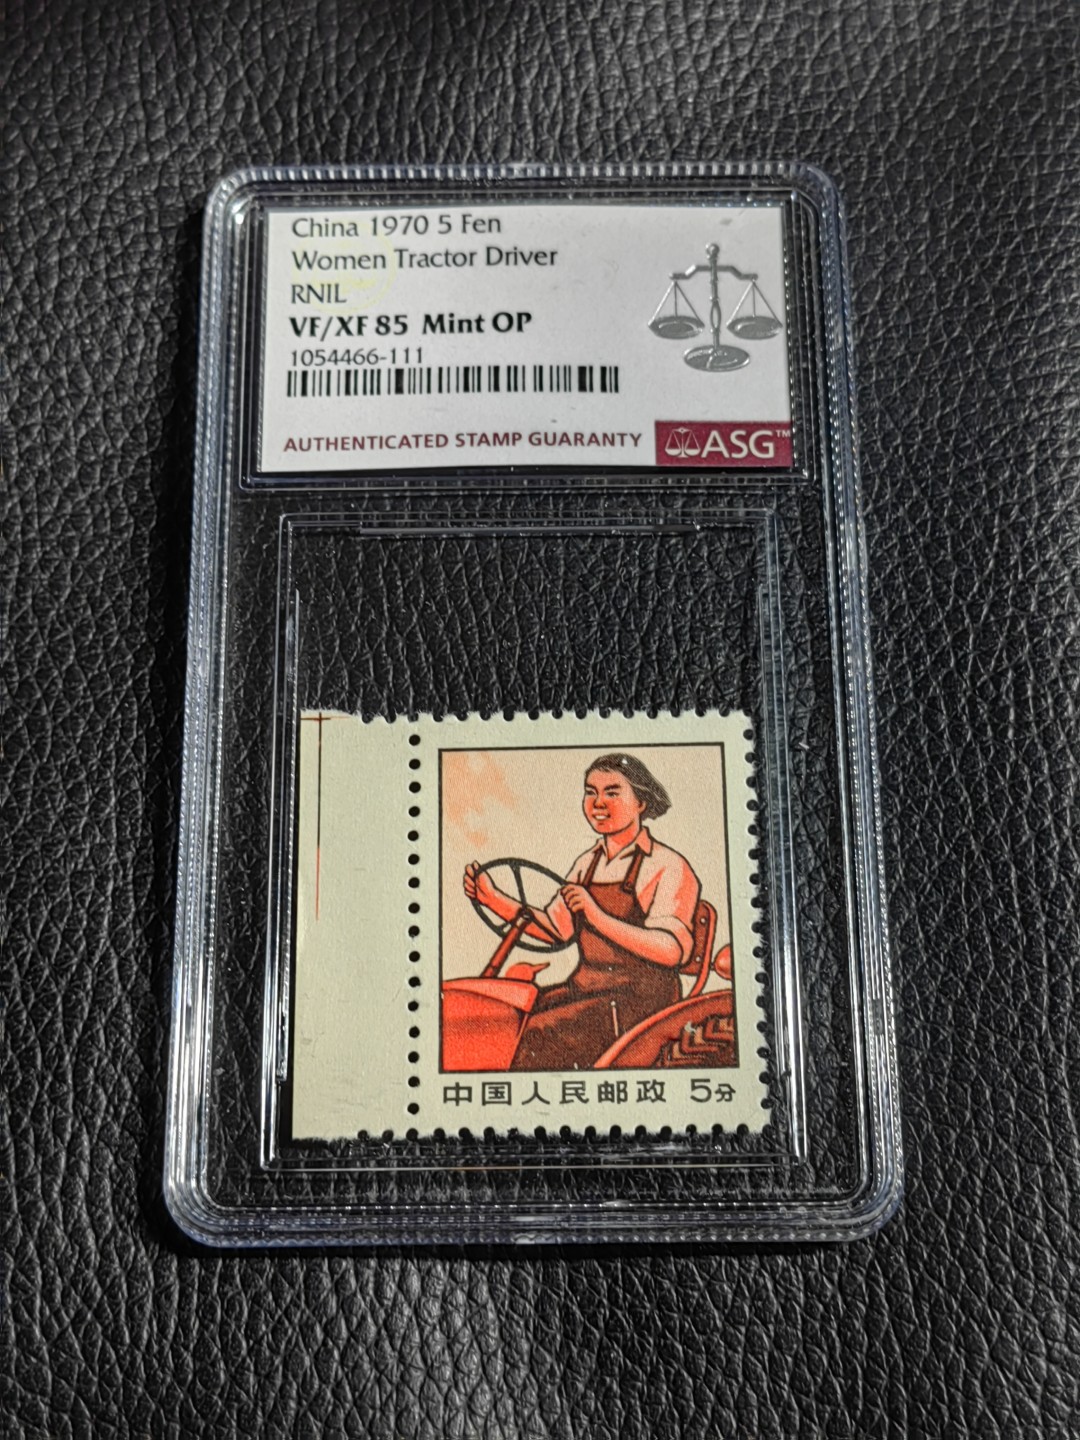 China 1970 5 Fen
Women Tractor Driver
RNIL
VF/XF 85 Mint OP
1054466-111
AUTHENTICATED STAMP GUARANTY ASG™
中国人民邮政 5分